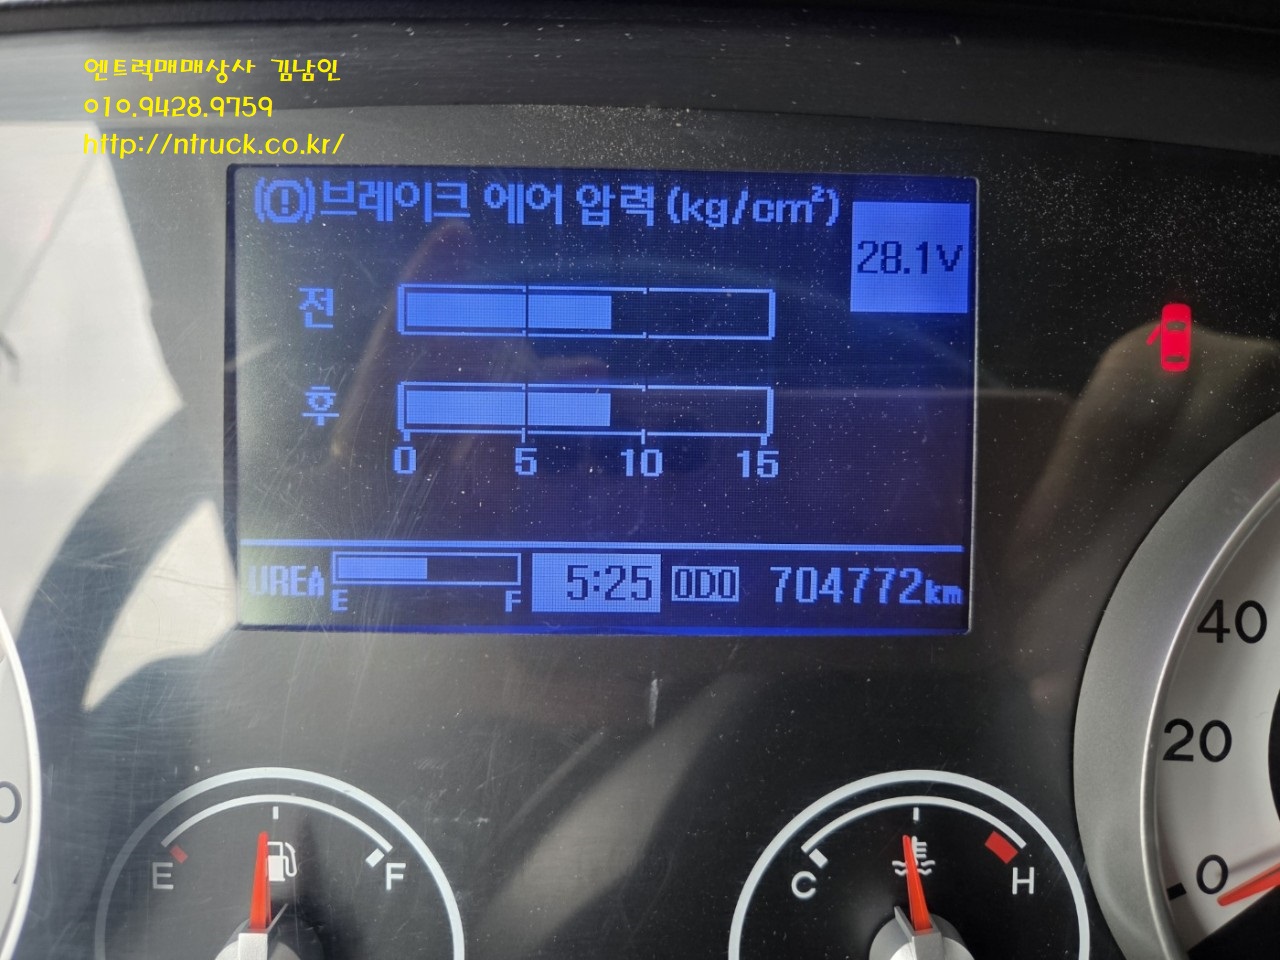 엔트럭매매상사 김남인
010.9428.9759
http://ntruck.co.kr/
(!)브레이크 에어 압력(kg/cm²)
28.1V
전
후
0 5 10 15
UREA E F 5:25 ODO 704772km
40
20
0
E F
C H